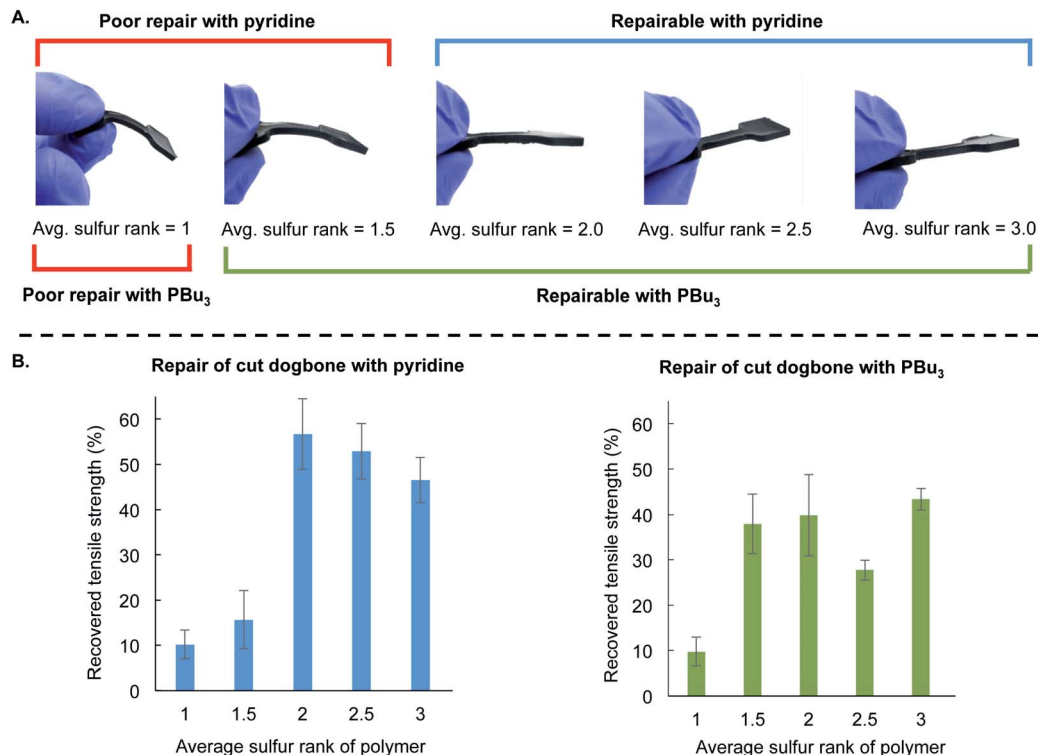 A.
Poor repair with pyridine
Repairable with pyridine
Avg. sulfur rank = 1
Avg. sulfur rank = 1.5
Avg. sulfur rank = 2.0
Avg. sulfur rank = 2.5
Avg. sulfur rank = 3.0
Poor repair with PBu₃
Repairable with PBu₃
B.
Repair of cut dogbone with pyridine
Recovered tensile strength (%)
60
50
40
30
20
10
0
1 1.5 2 2.5 3
Average sulfur rank of polymer
Repair of cut dogbone with PBu₃
Recovered tensile strength (%)
60
50
40
30
20
10
0
1 1.5 2 2.5 3
Average sulfur rank of polymer